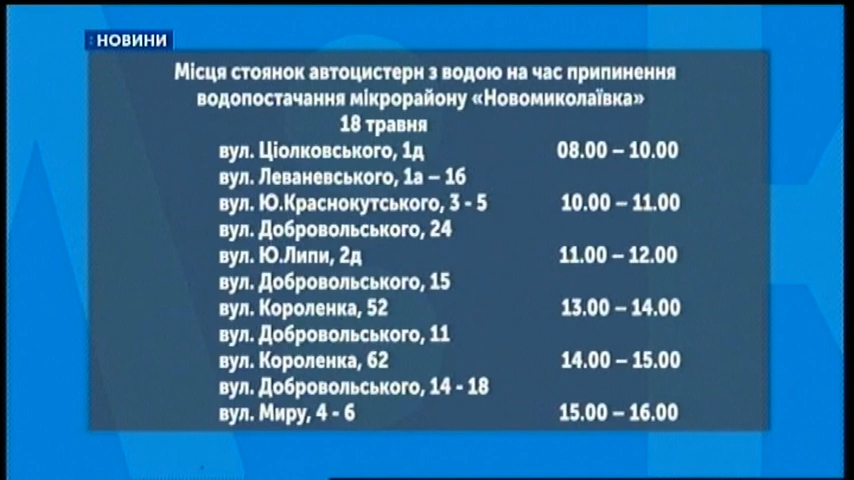 НОВИНИ
Місця стоянок автоцистерн з водою на час припинення
водопостачання мікрорайону «Новомиколаївка»
18 травня
вул. Ціолковського, 1д 08.00 – 10.00
вул. Леваневського, 1а – 1б
вул. Ю.Краснокутського, 3 - 5 10.00 – 11.00
вул. Добровольського, 24
вул. Ю.Липи, 2д 11.00 – 12.00
вул. Добровольського, 15
вул. Короленка, 52 13.00 – 14.00
вул. Добровольського, 11
вул. Короленка, 62 14.00 – 15.00
вул. Добровольського, 14 - 18
вул. Миру, 4 - 6 15.00 – 16.00